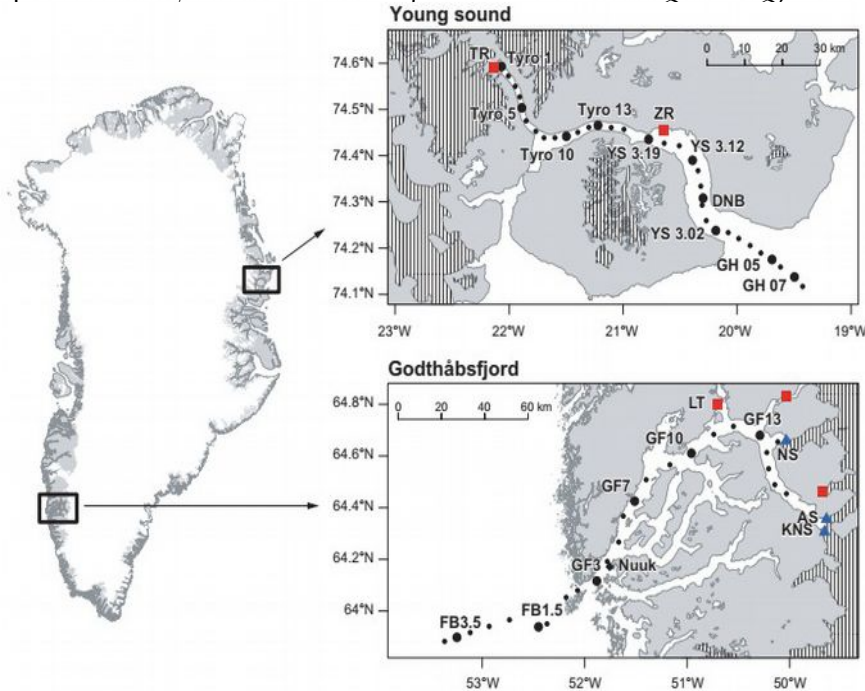 Young sound
74.6°N
74.5°N
74.4°N
74.3°N
74.2°N
74.1°N
TR
Tyro 1
Tyro 5
Tyro 10
Tyro 13
ZR
YS 3.19
YS 3.12
DNB
YS 3.02
GH 05
GH 07
0 10 20 30 km
23°W 22°W 21°W 20°W 19°W
Godthåbsfjord
64.8°N
64.6°N
64.4°N
64.2°N
64°N
0 20 40 60 km
LT
GF13
GF10
NS
GF7
AS
KNS
GF3 Nuuk
FB3.5 FB1.5
53°W 52°W 51°W 50°W